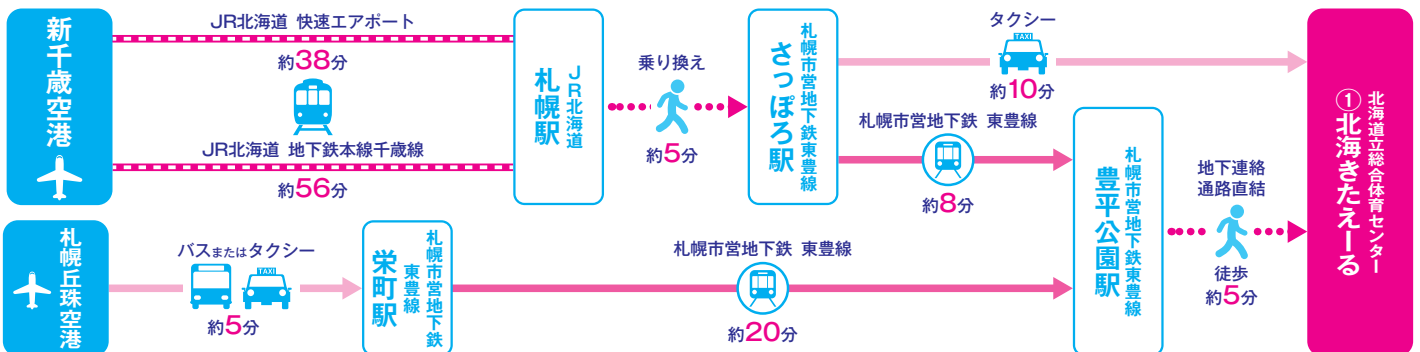 新千歳空港
JR北海道 快速エアポート
約38分
JR北海道 地下鉄本線千歳線
約56分
JR北海道
札幌駅
乗り換え
約5分
札幌市営地下鉄東豊線
さっぽろ駅
タクシー
TAXI
約10分
札幌市営地下鉄 東豊線
約8分
札幌市営地下鉄東豊線
豊平公園駅
地下連絡
通路直結
徒歩
約5分
北海道立総合体育センター
①北海きたえーる
札幌丘珠空港
バスまたはタクシー
TAXI
約5分
札幌市営地下鉄
東豊線
栄町駅
札幌市営地下鉄 東豊線
約20分